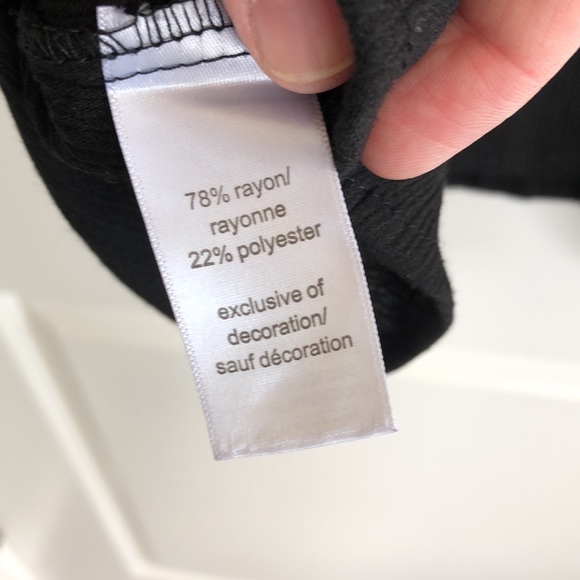 78% rayon/
rayonne
22% polyester
exclusive of
decoration/
sauf décoration